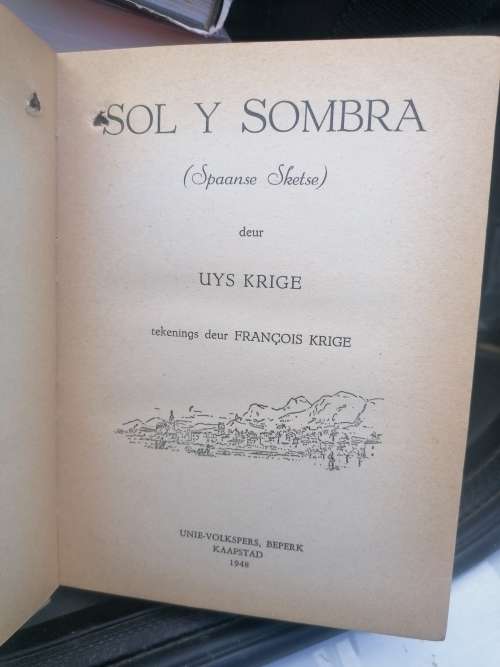 SOL Y SOMBRA
(Spaanse Sketse)
deur
UYS KRIGE
tekenings deur FRANÇOIS KRIGE
UNIE-VOLKSPERS, BEPERK
KAAPSTAD
1948